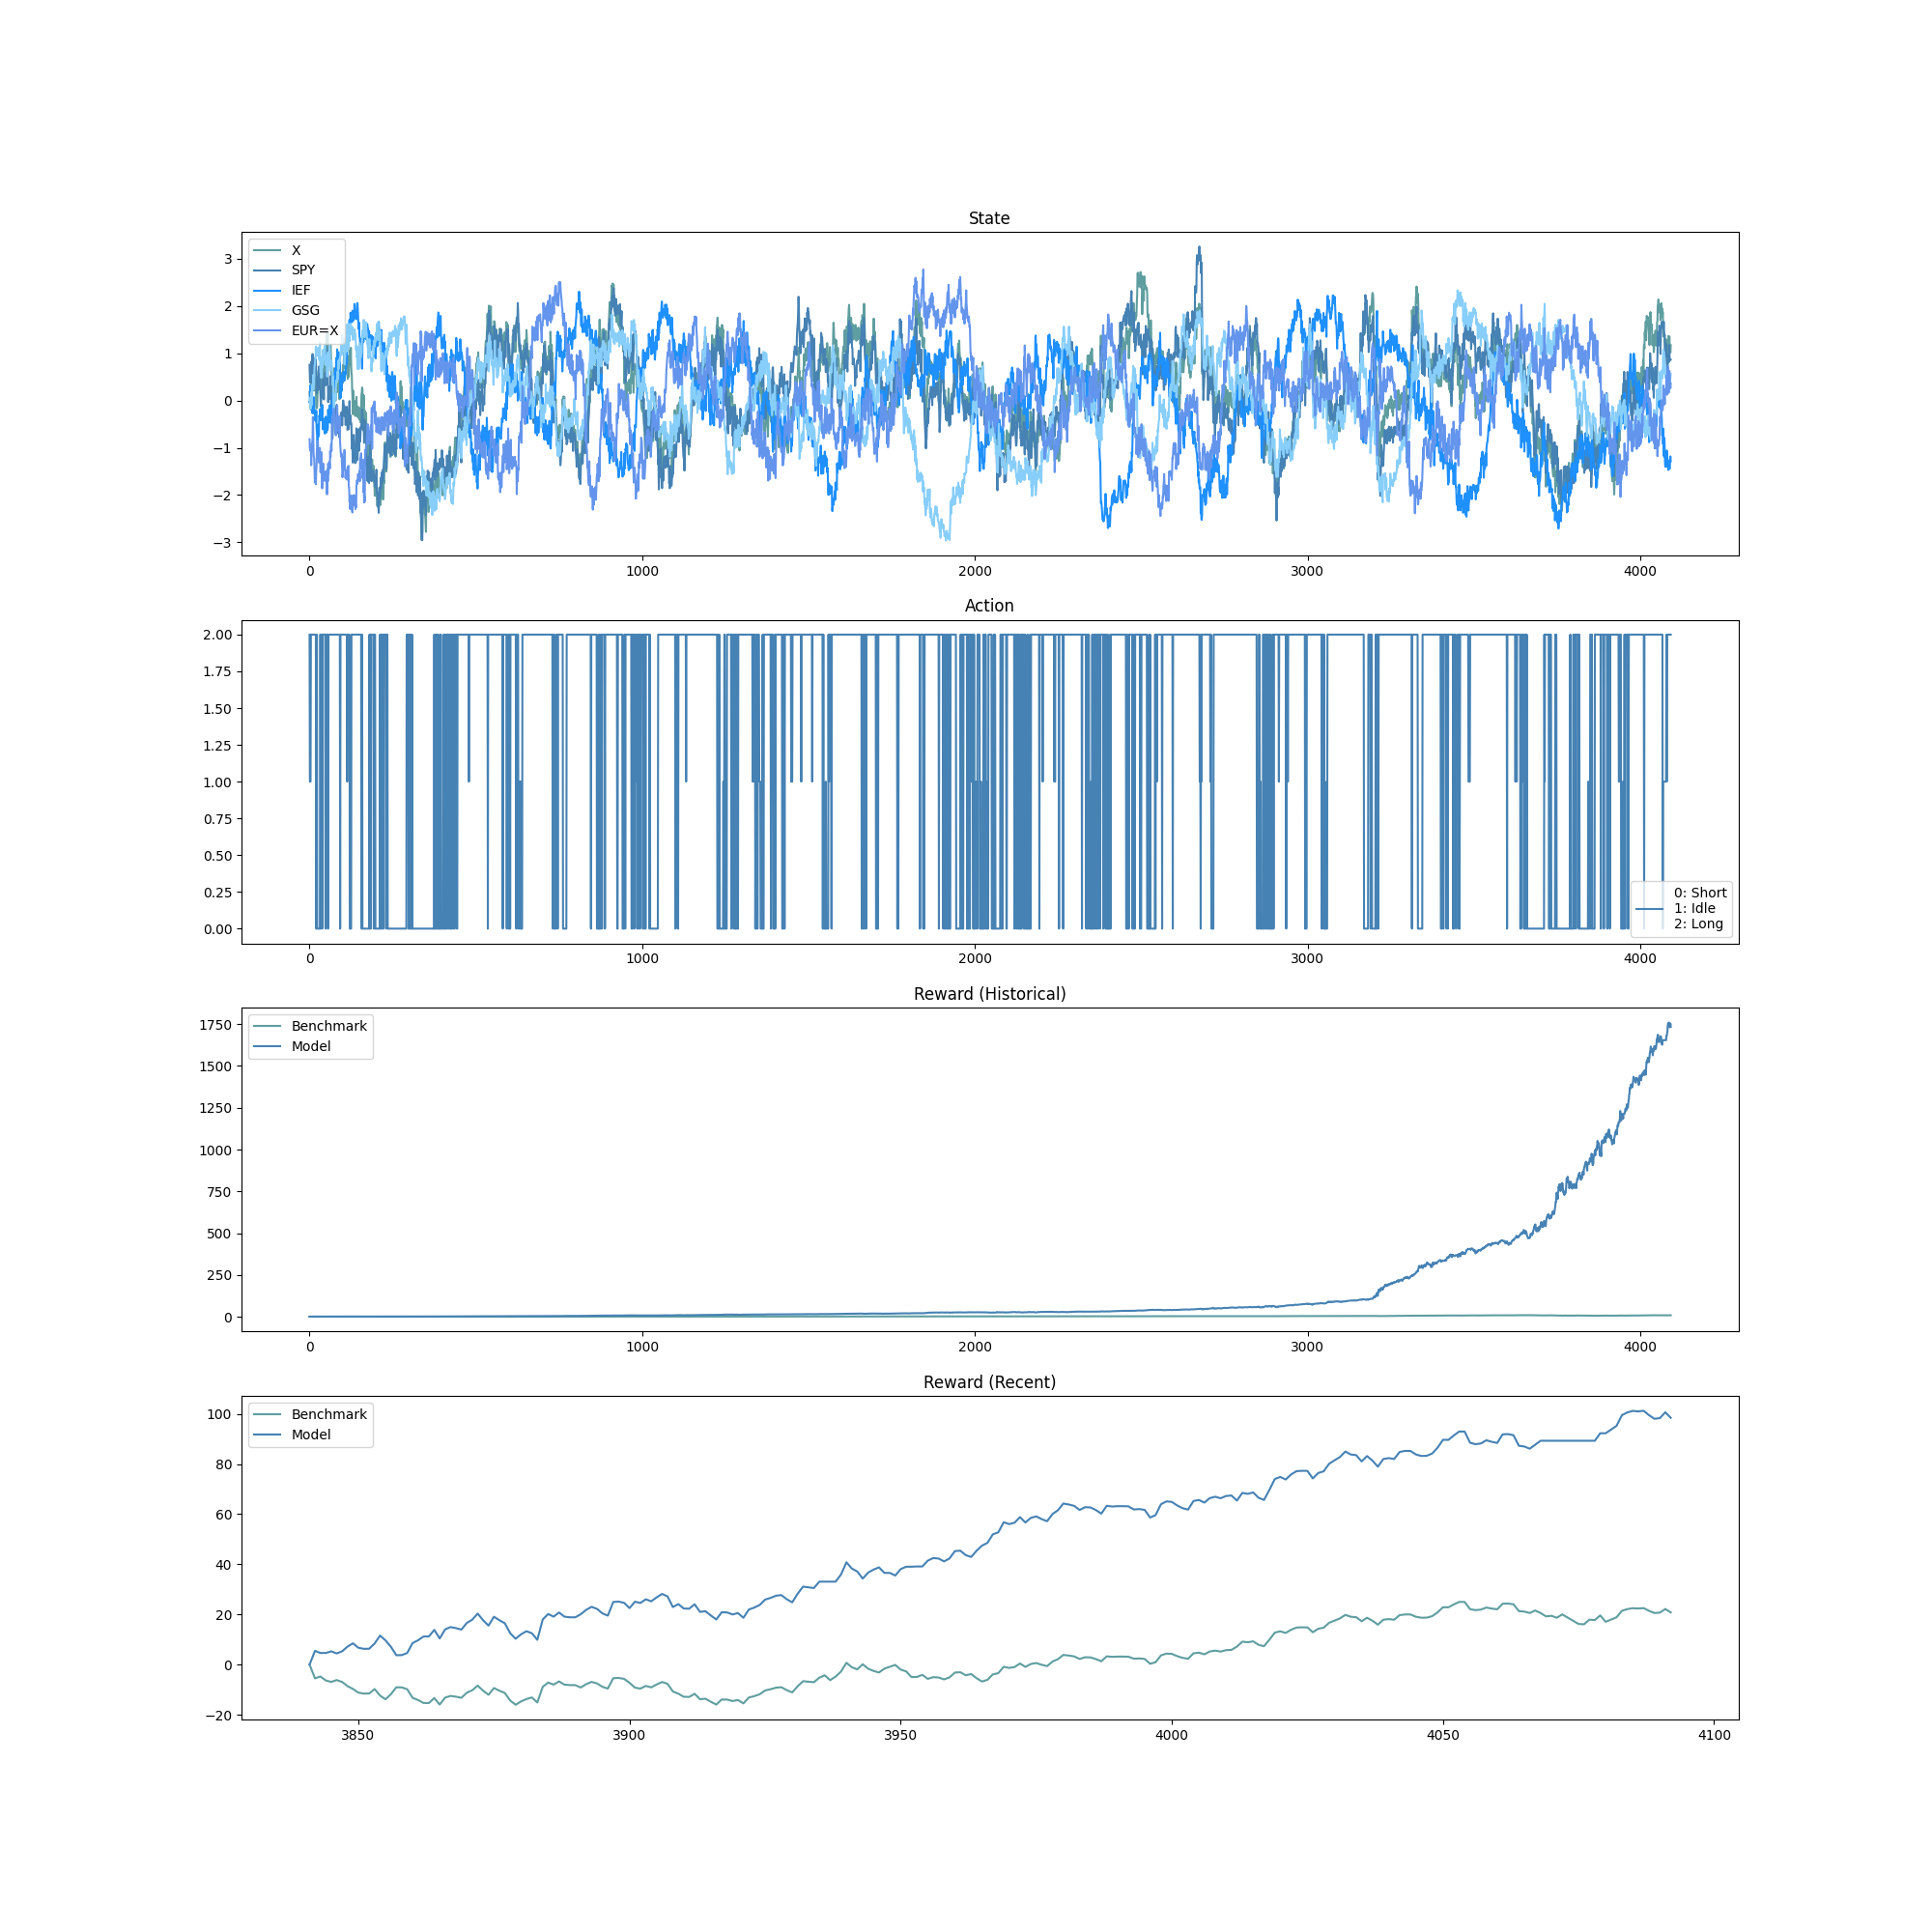 State
X
SPY
IEF
GSG
EUR=X
3
2
1
0
−1
−2
−3
0 1000 2000 3000 4000
Action
2.00
1.75
1.50
1.25
1.00
0.75
0.50
0.25
0.00
0: Short
1: Idle
2: Long
0 1000 2000 3000 4000
Reward (Historical)
Benchmark
Model
1750
1500
1250
1000
750
500
250
0
0 1000 2000 3000 4000
Reward (Recent)
Benchmark
Model
100
80
60
40
20
0
−20
3850 3900 3950 4000 4050 4100